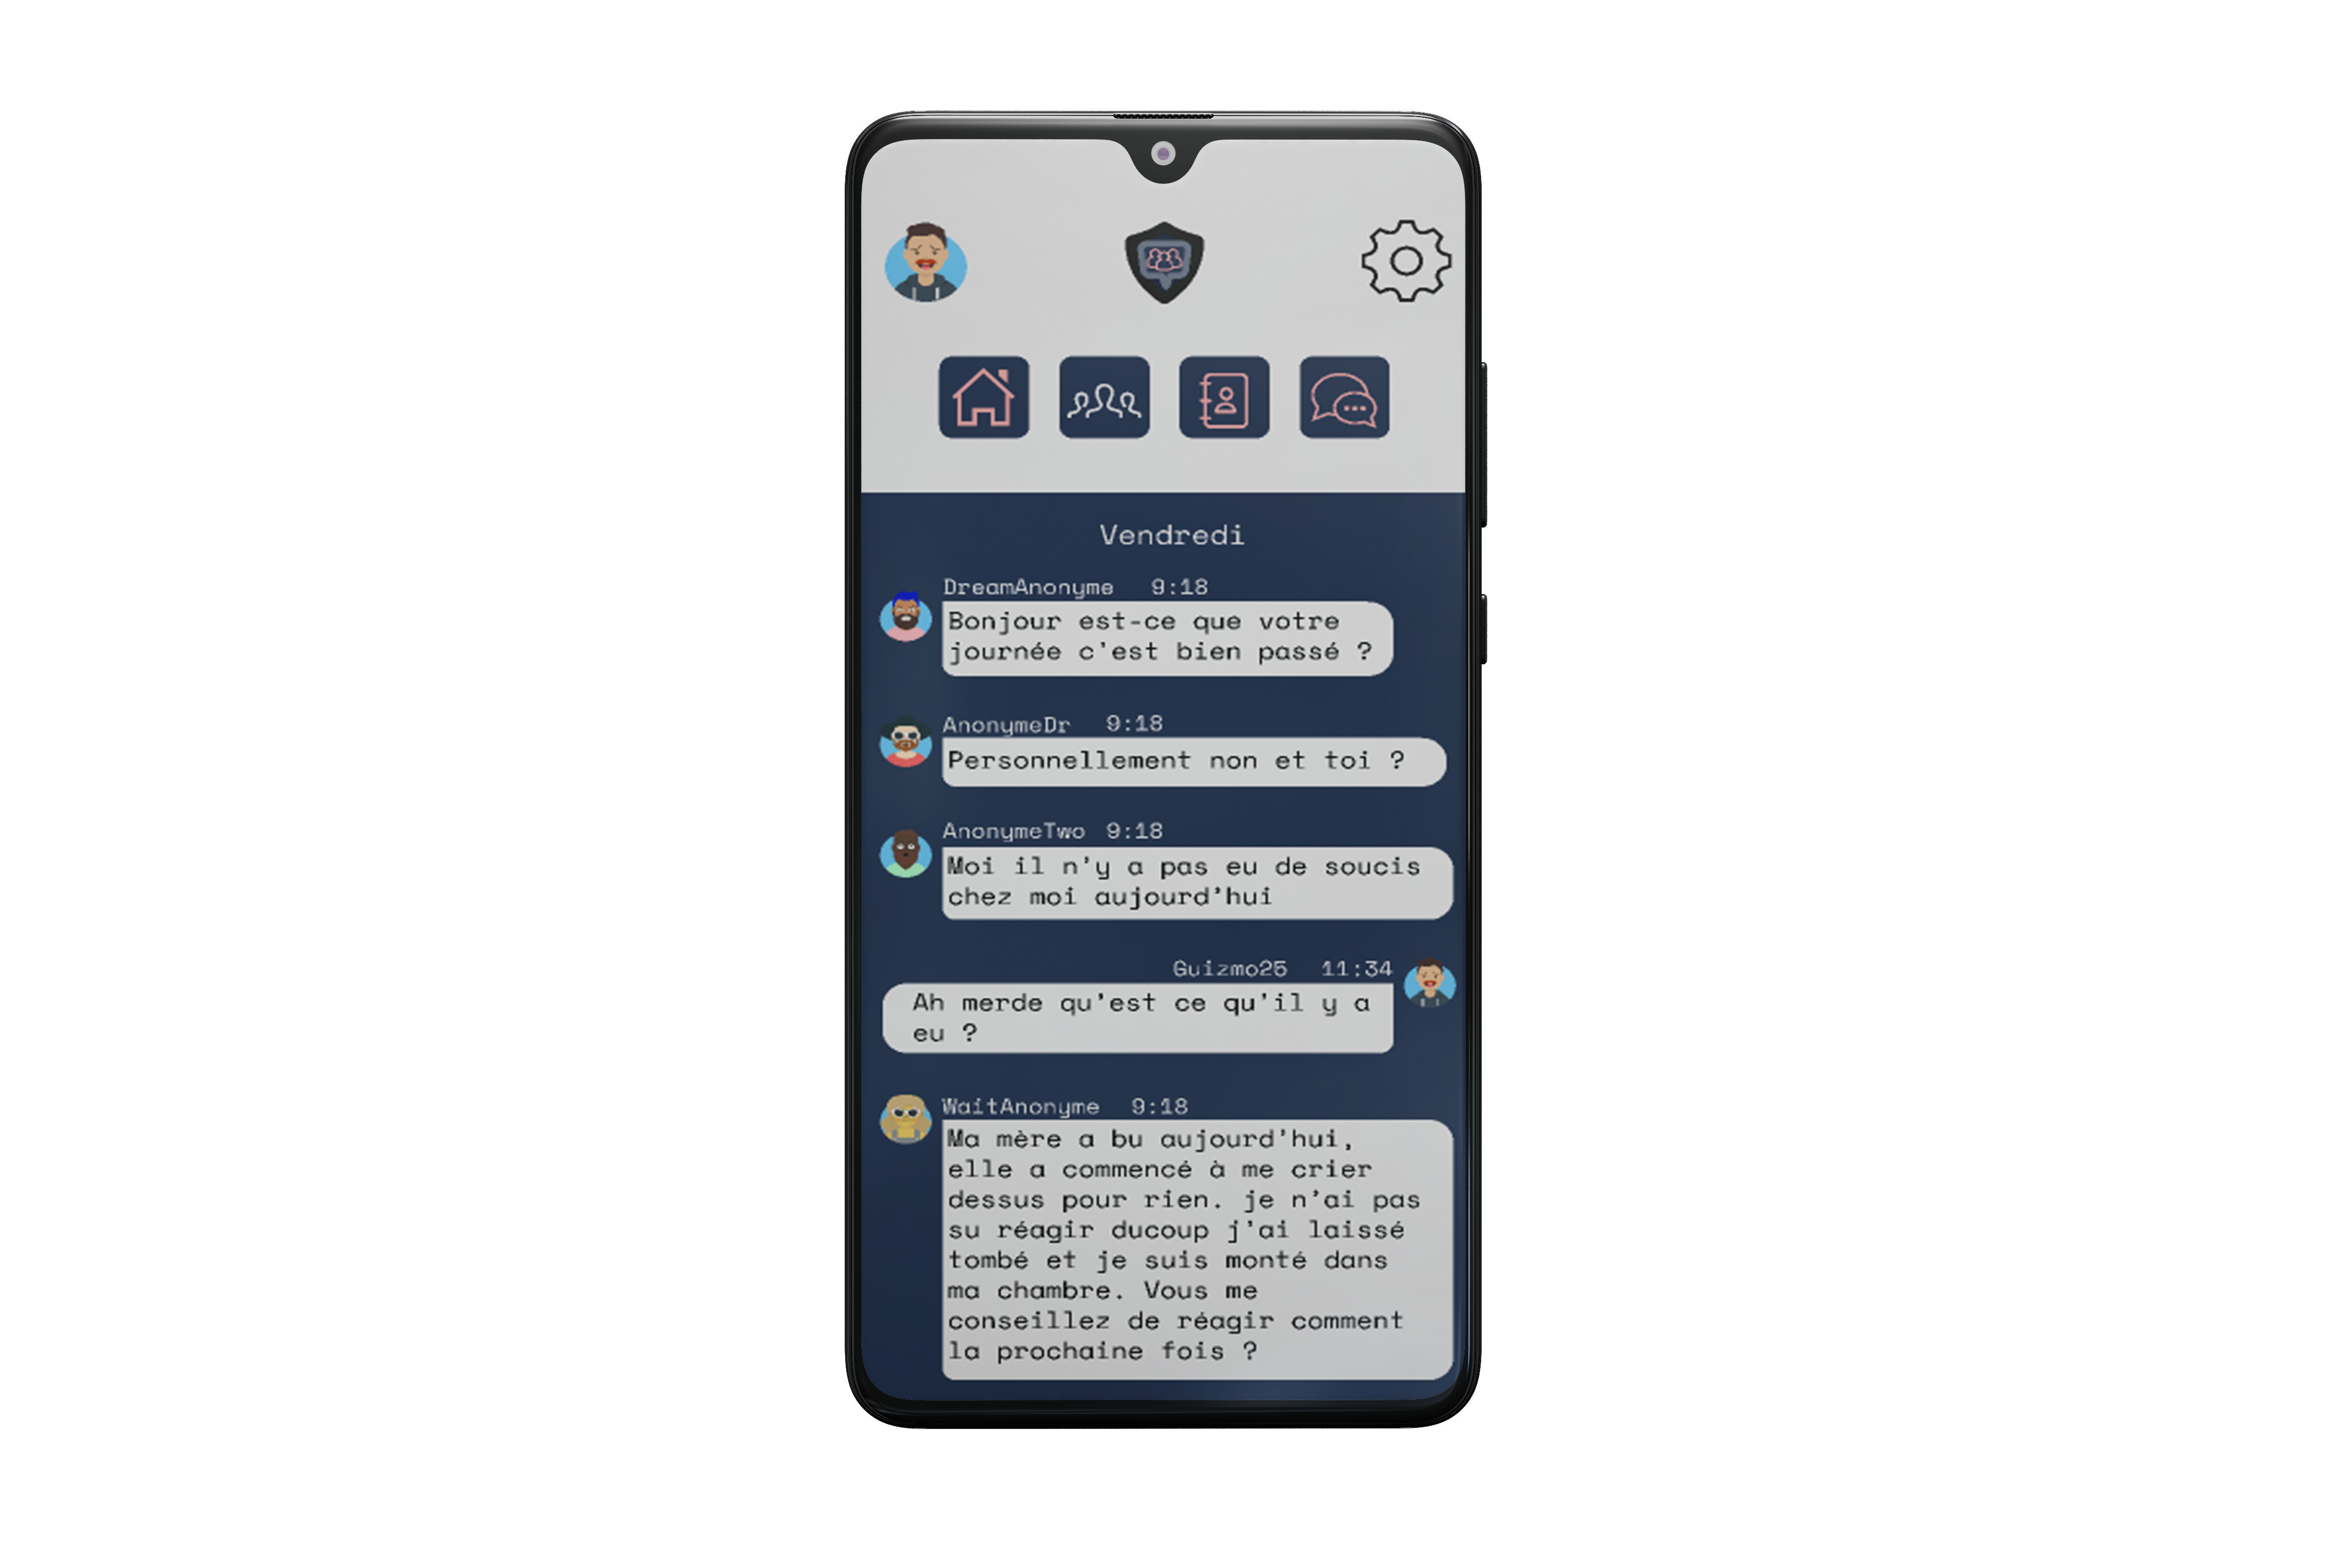 Vendredi
DreamAnonyme 9:18
Bonjour est-ce que votre
journée c'est bien passé ?
AnonymeDr 9:18
Personnellement non et toi ?
AnonymeTwo 9:18
Moi il n'y a pas eu de soucis
chez moi aujourd'hui
Guizmo25 11:34
Ah merde qu'est ce qu'il y a
eu ?
WaitAnonyme 9:18
Ma mère a bu aujourd'hui,
elle a commencé à me crier
dessus pour rien. je n'ai pas
su réagir ducoup j'ai laissé
tombé et je suis monté dans
ma chambre. Vous me
conseillez de réagir comment
la prochaine fois ?